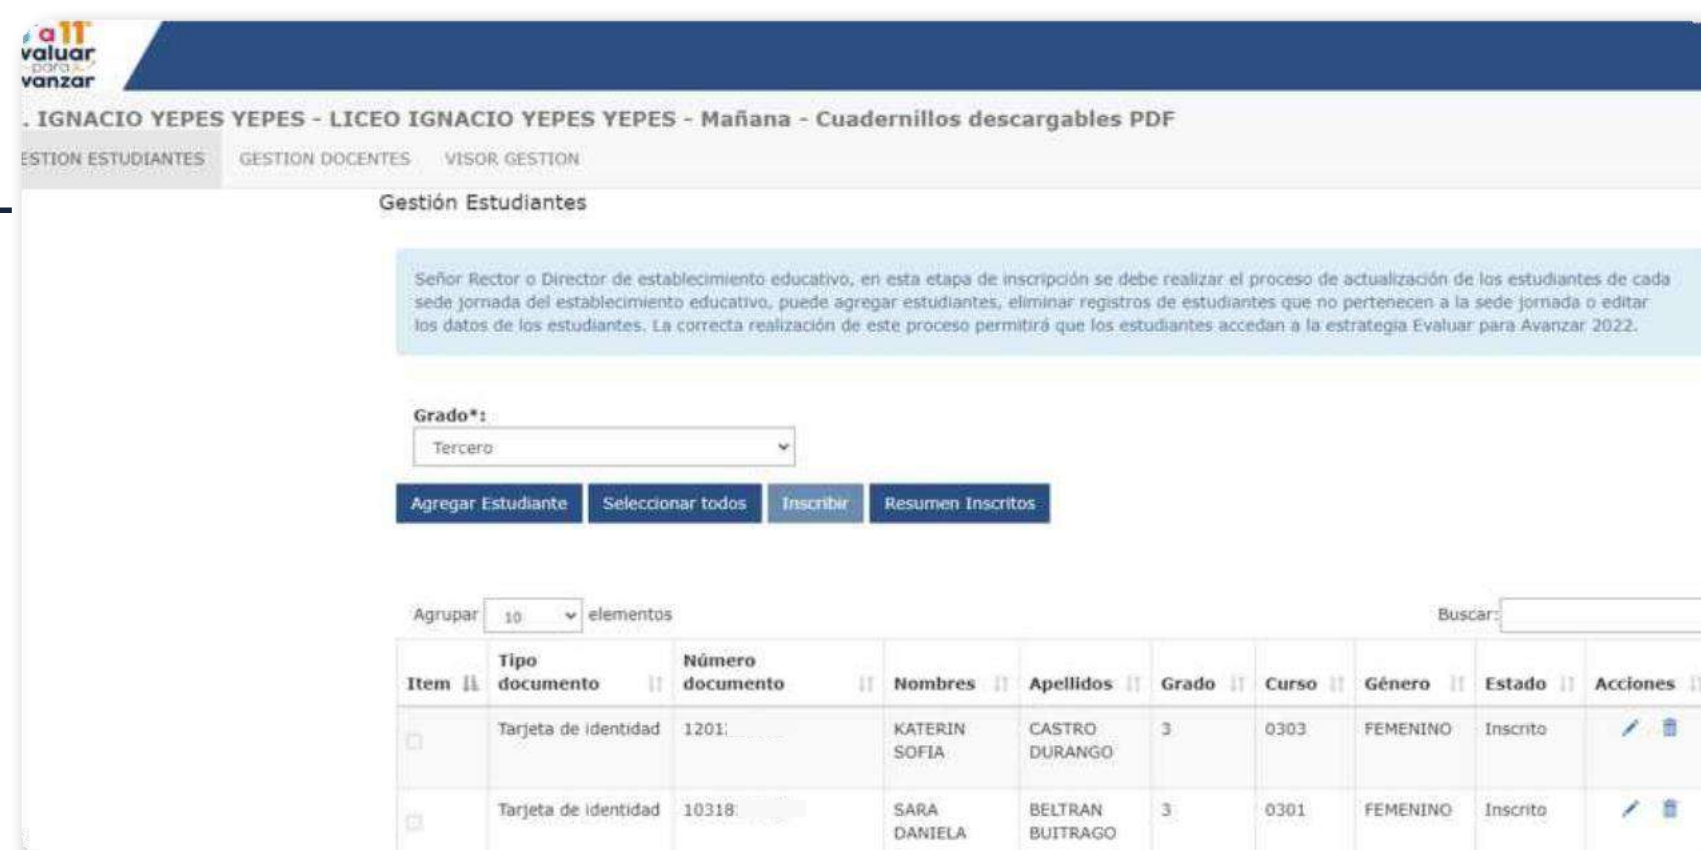 a 11
valuar
para
vanzar
. IGNACIO YEPES YEPES - LICEO IGNACIO YEPES YEPES - Mañana - Cuadernillos descargables PDF
ESTION ESTUDIANTES GESTION DOCENTES VISOR GESTION
Gestión Estudiantes
Señor Rector o Director de establecimiento educativo, en esta etapa de inscripción se debe realizar el proceso de actualización de los estudiantes de cada
sede jornada del establecimiento educativo, puede agregar estudiantes, eliminar registros de estudiantes que no pertenecen a la sede jornada o editar
los datos de los estudiantes. La correcta realización de este proceso permitirá que los estudiantes accedan a la estrategia Evaluar para Avanzar 2022.
Grado*:
Tercero
Agregar Estudiante Seleccionar todos Inscribir Resumen Inscritos
Agrupar 10 elementos Buscar:
Item Tipo documento Número documento Nombres Apellidos Grado Curso Género Estado Acciones
Tarjeta de identidad 1201 KATERIN CASTRO 3 0303 FEMENINO Inscrito
SOFIA DURANGO
Tarjeta de identidad 10318 SARA BELTRAN 3 0301 FEMENINO Inscrito
DANIELA BUITRAGO